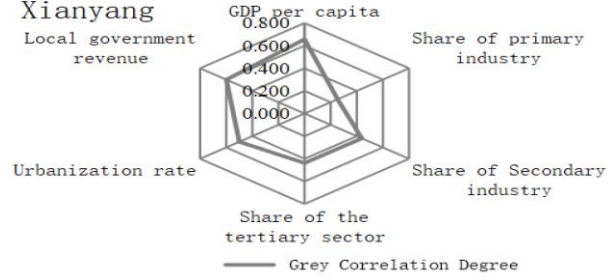 Xianyang
GDP per capita
0.800
0.600
0.400
0.200
0.000
Local government
revenue
Share of primary
industry
Urbanization rate
Share of Secondary
industry
Share of the
tertiary sector
Grey Correlation Degree